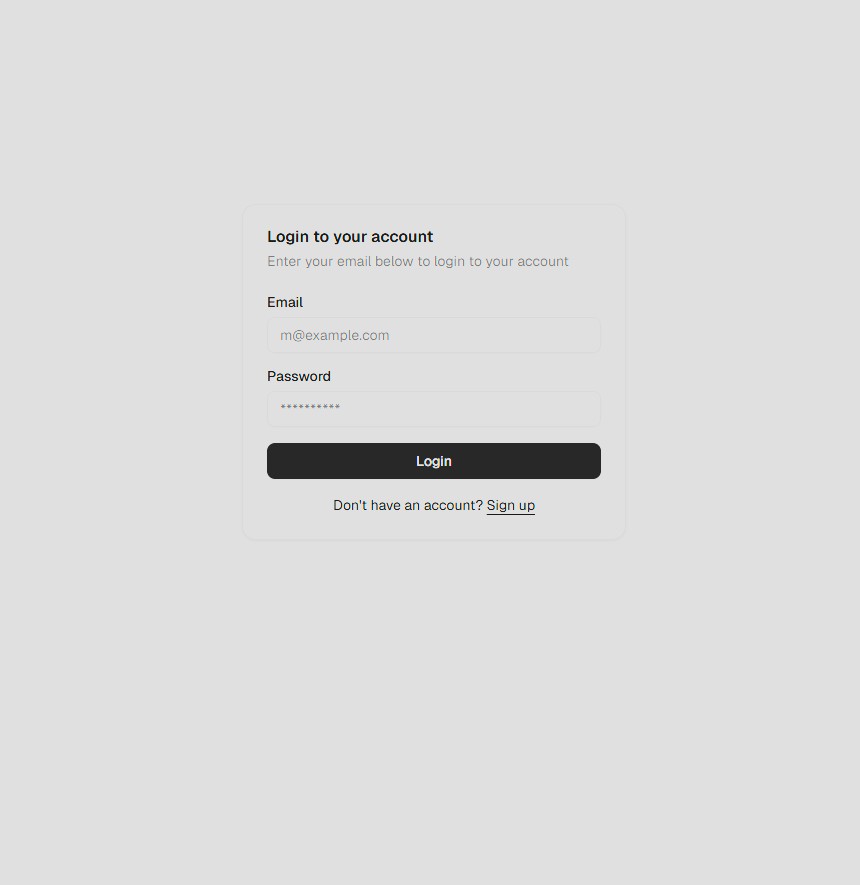 Login to your account
Enter your email below to login to your account
Email
m@example.com
Password
**********
Login
Don't have an account? Sign up